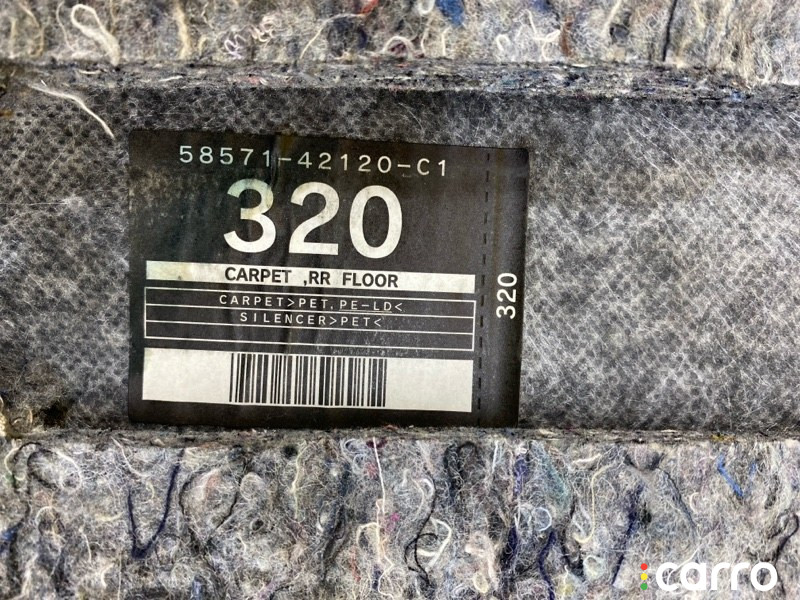 58571-42120-C1
320
CARPET ,RR FLOOR
CARPET>PET,PE-LD<
SILENCER>PET<
320
carro